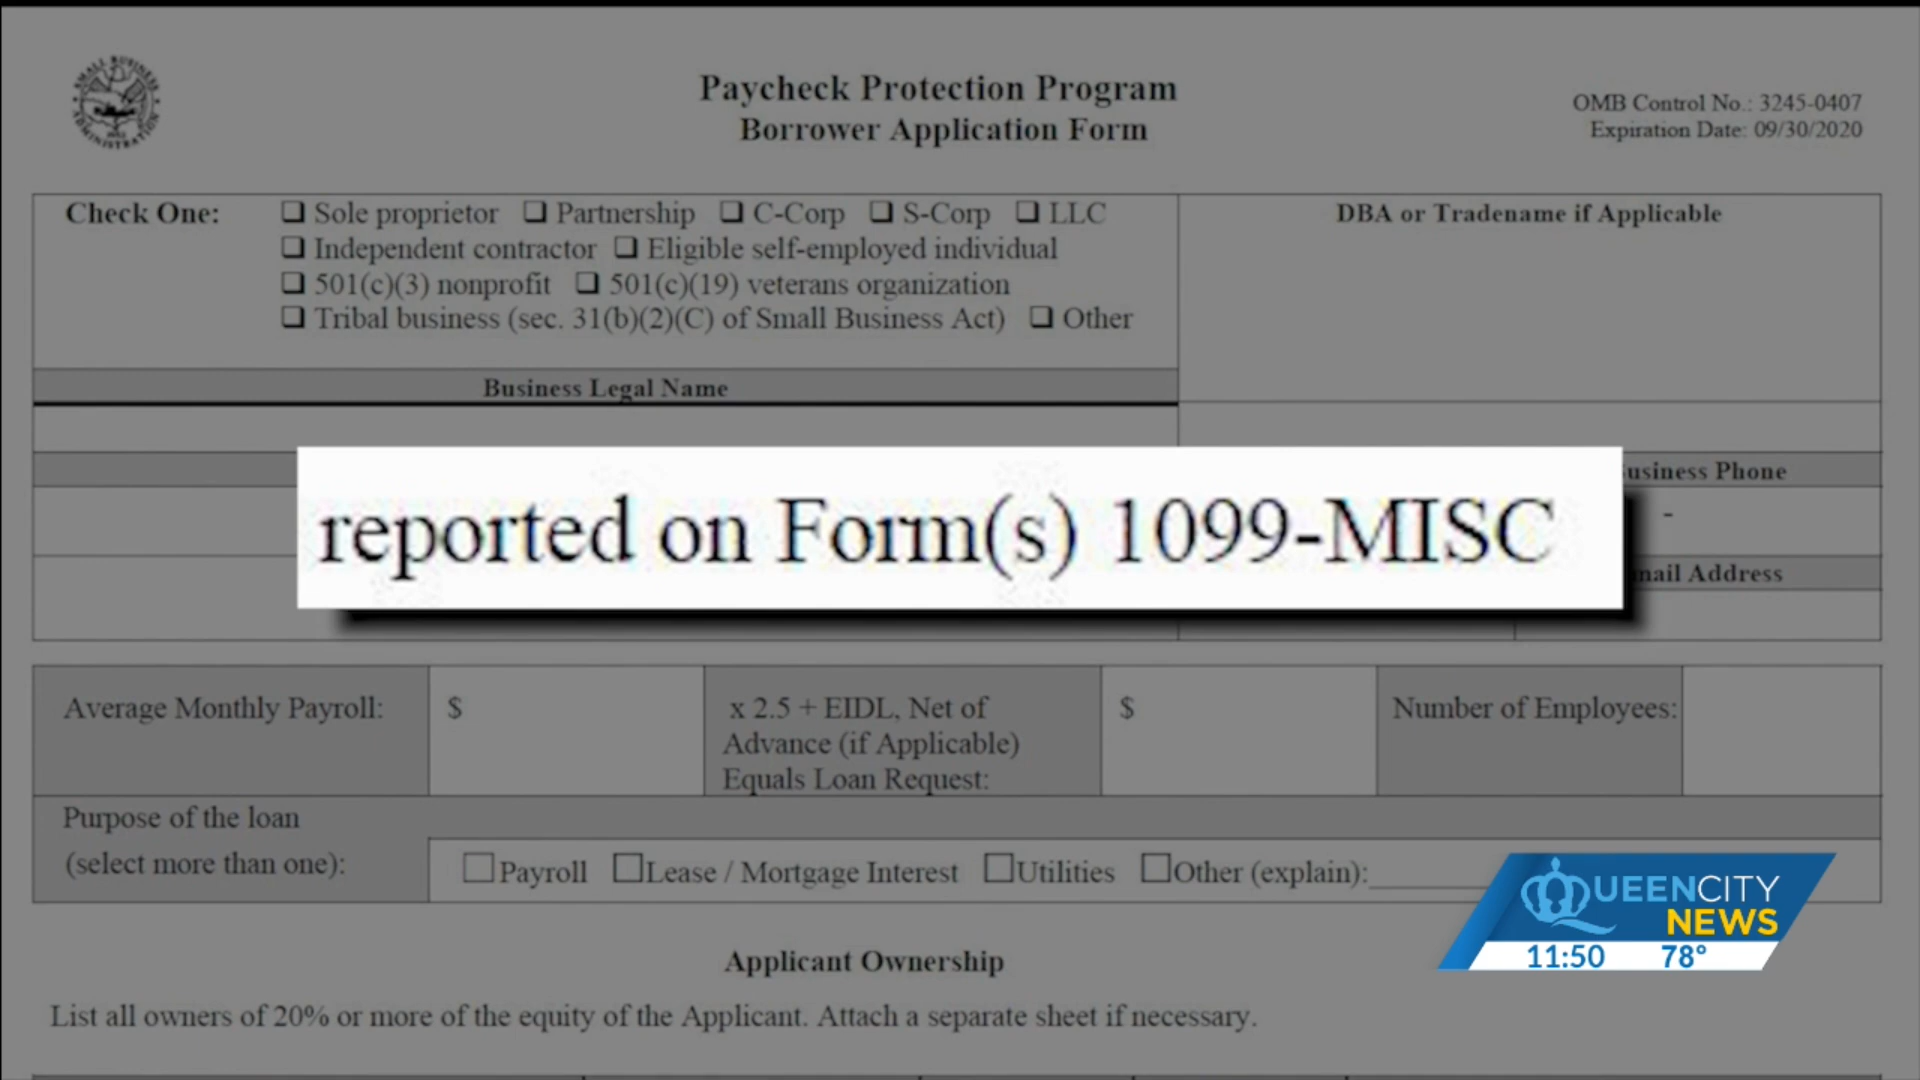 SMALL BUSINESS ADMINISTRATION
Paycheck Protection Program
Borrower Application Form
OMB Control No.: 3245-0407
Expiration Date: 09/30/2020
Check One:
❑ Sole proprietor ❑ Partnership ❑ C-Corp ❑ S-Corp ❑ LLC
❑ Independent contractor ❑ Eligible self-employed individual
❑ 501(c)(3) nonprofit ❑ 501(c)(19) veterans organization
❑ Tribal business (sec. 31(b)(2)(C) of Small Business Act) ❑ Other
DBA or Tradename if Applicable
Business Legal Name
usiness Phone
-
reported on Form(s) 1099-MISC
mail Address
Average Monthly Payroll:
$
x 2.5 + EIDL, Net of
Advance (if Applicable)
Equals Loan Request:
$
Number of Employees:
Purpose of the loan
(select more than one):
☐Payroll ☐Lease / Mortgage Interest ☐Utilities ☐Other (explain):________
QUEENCITY
NEWS
11:50 78°
Applicant Ownership
List all owners of 20% or more of the equity of the Applicant. Attach a separate sheet if necessary.